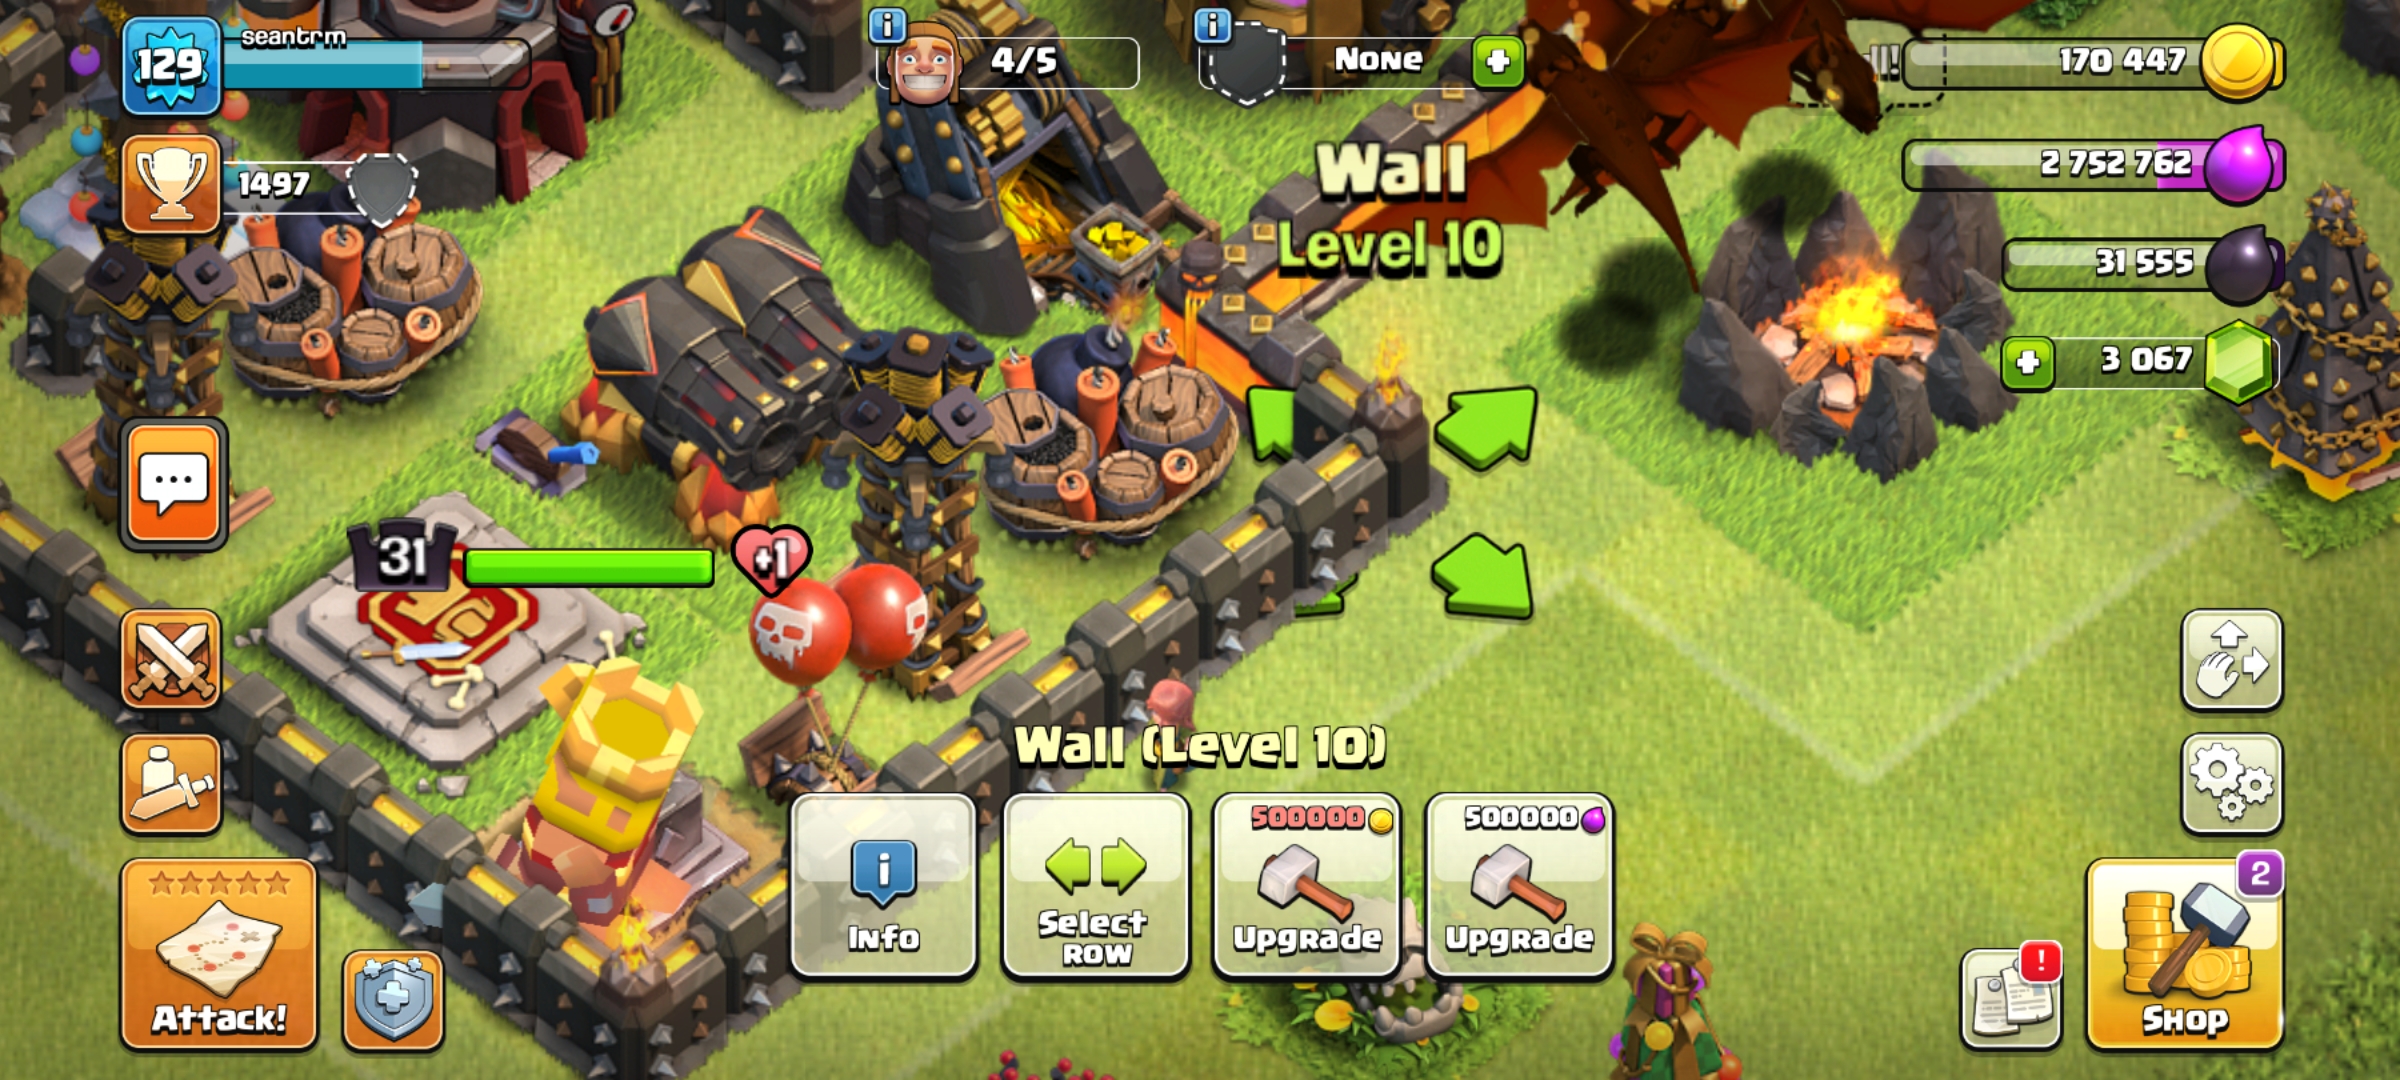 129
seantrm
4/5
None
170 447
1497
2 752 762
Wall
Level 10
31 555
3 067
31
+1
Wall (Level 10)
500000
500000
Info
Select
Row
Upgrade
Upgrade
2
!
Attack!
Shop